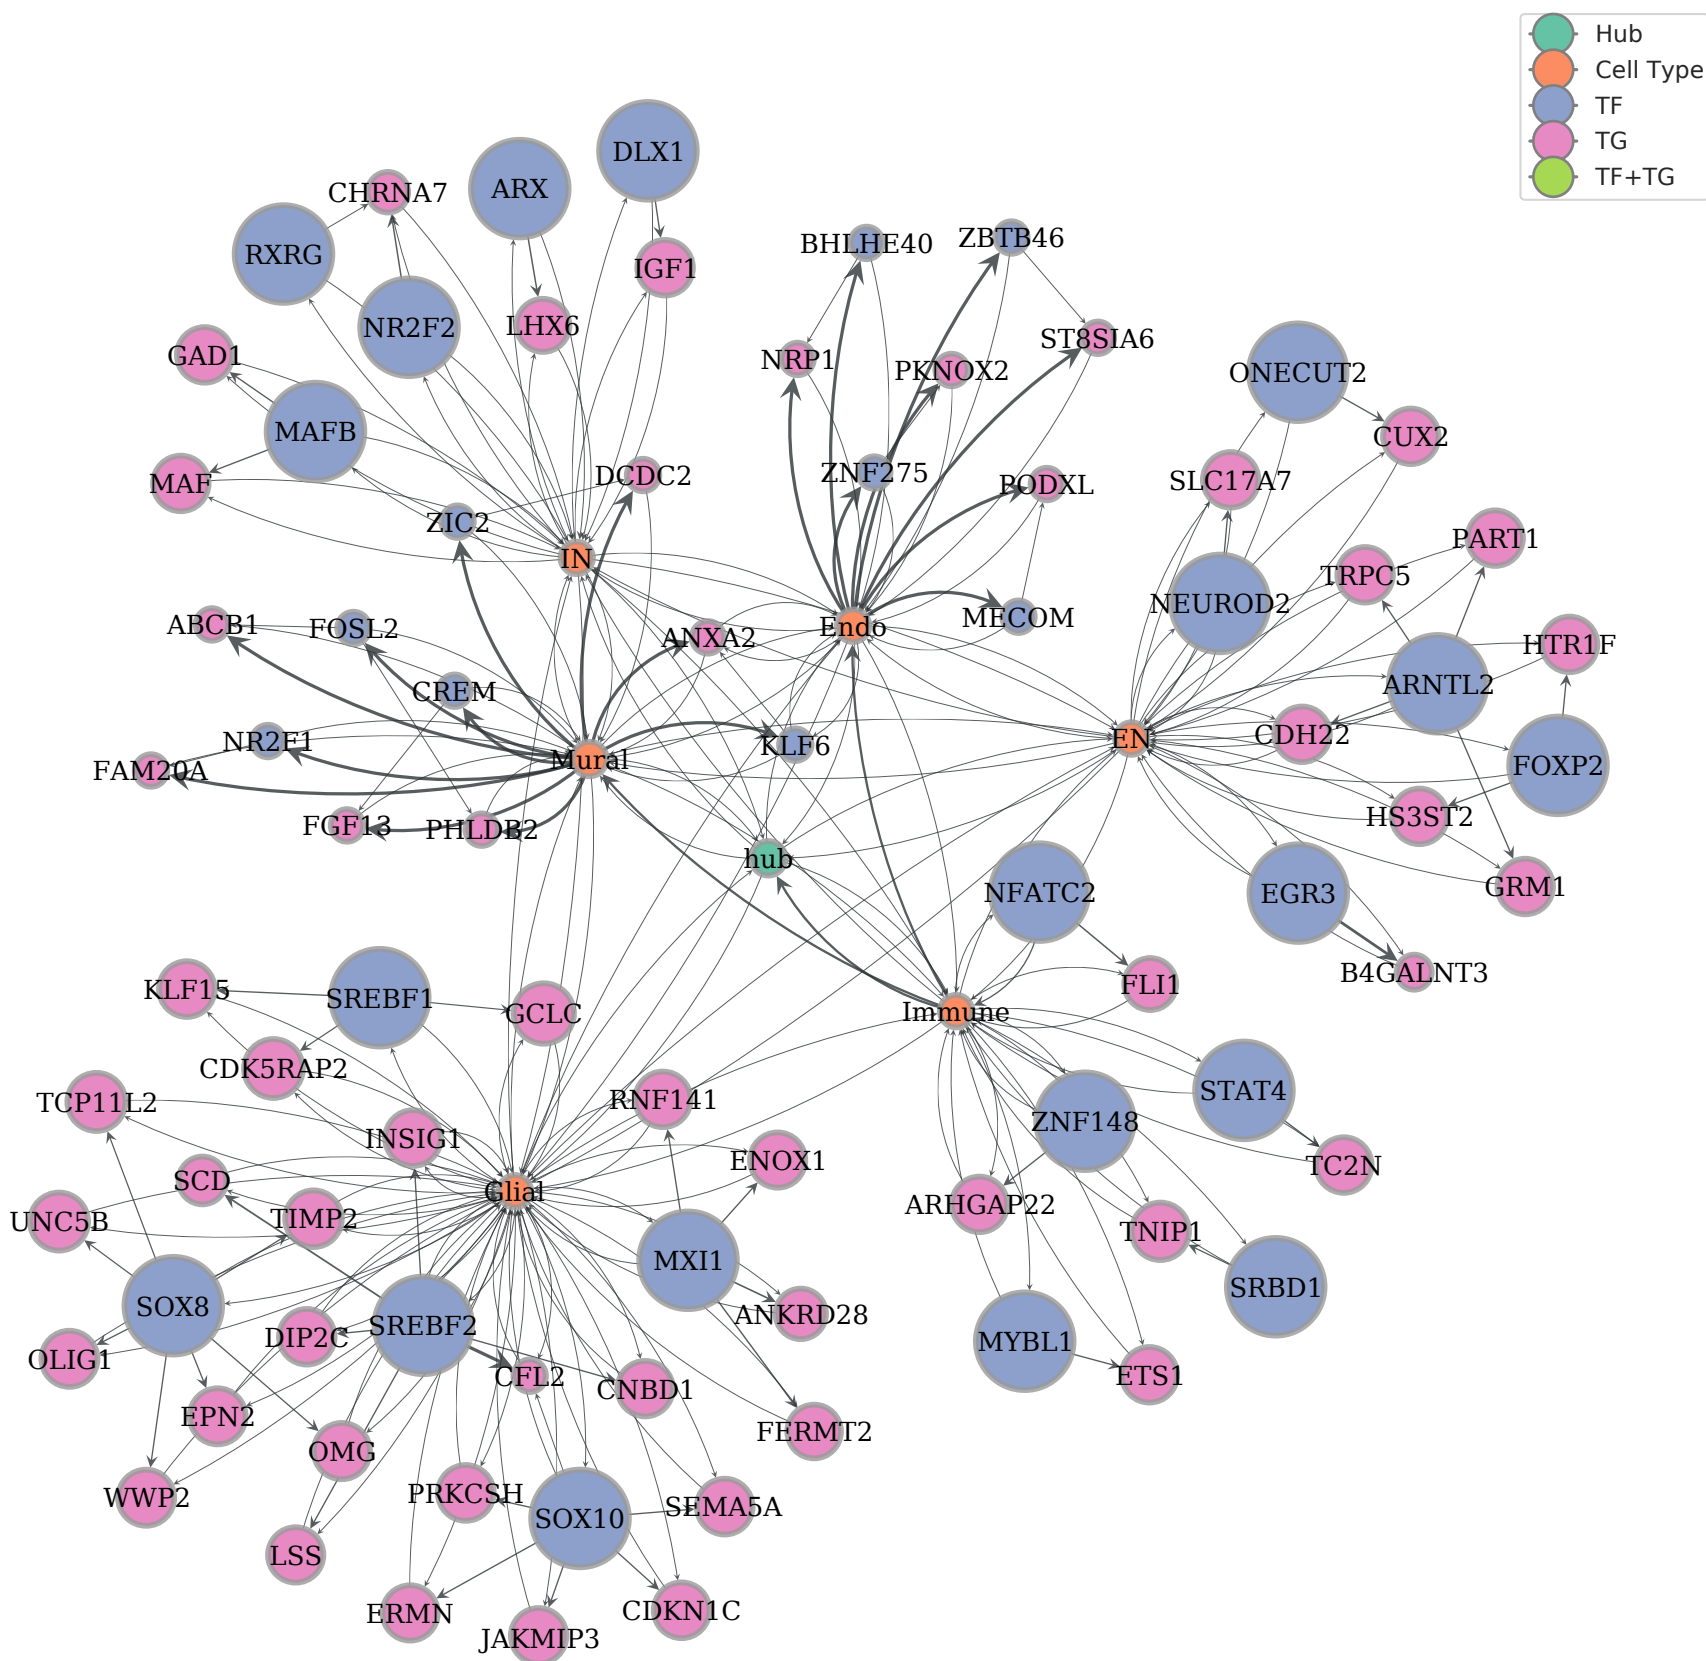 Hub
Cell Type
TF
TG
TF+TG
DLX1
ARX
CHRNA7
RXRG
IGF1
BHLHE40
ZBTB46
NR2F2
LHX6
GAD1
NRP1
PKNOX2
ST8SIA6
ONECUT2
MAFB
CUX2
MAF
DCDC2
ZNF275
PODXL
SLC17A7
ZIC2
IN
PART1
TRPC5
NEUROD2
ABCB1
FOSL2
ANXA2
Endo
MECOM
HTR1F
CREM
ARNTL2
NR2F1
KLF6
EN
CDH22
FAM20A
Mural
FOXP2
FGF13
PHLDB2
HS3ST2
hub
NFATC2
EGR3
GRM1
B4GALNT3
KLF15
SREBF1
GCLC
FLI1
Immune
CDK5RAP2
STAT4
TCP11L2
RNF141
ZNF148
INSIG1
ENOX1
TC2N
SCD
Glial
ARHGAP22
UNC5B
TIMP2
TNIP1
MXI1
SRBD1
SOX8
ANKRD28
DIP2C
SREBF2
MYBL1
OLIG1
CFL2
CNBD1
ETS1
EPN2
FERMT2
OMG
WWP2
PRKCSH
SEMA5A
SOX10
LSS
ERMN
CDKN1C
JAKMIP3